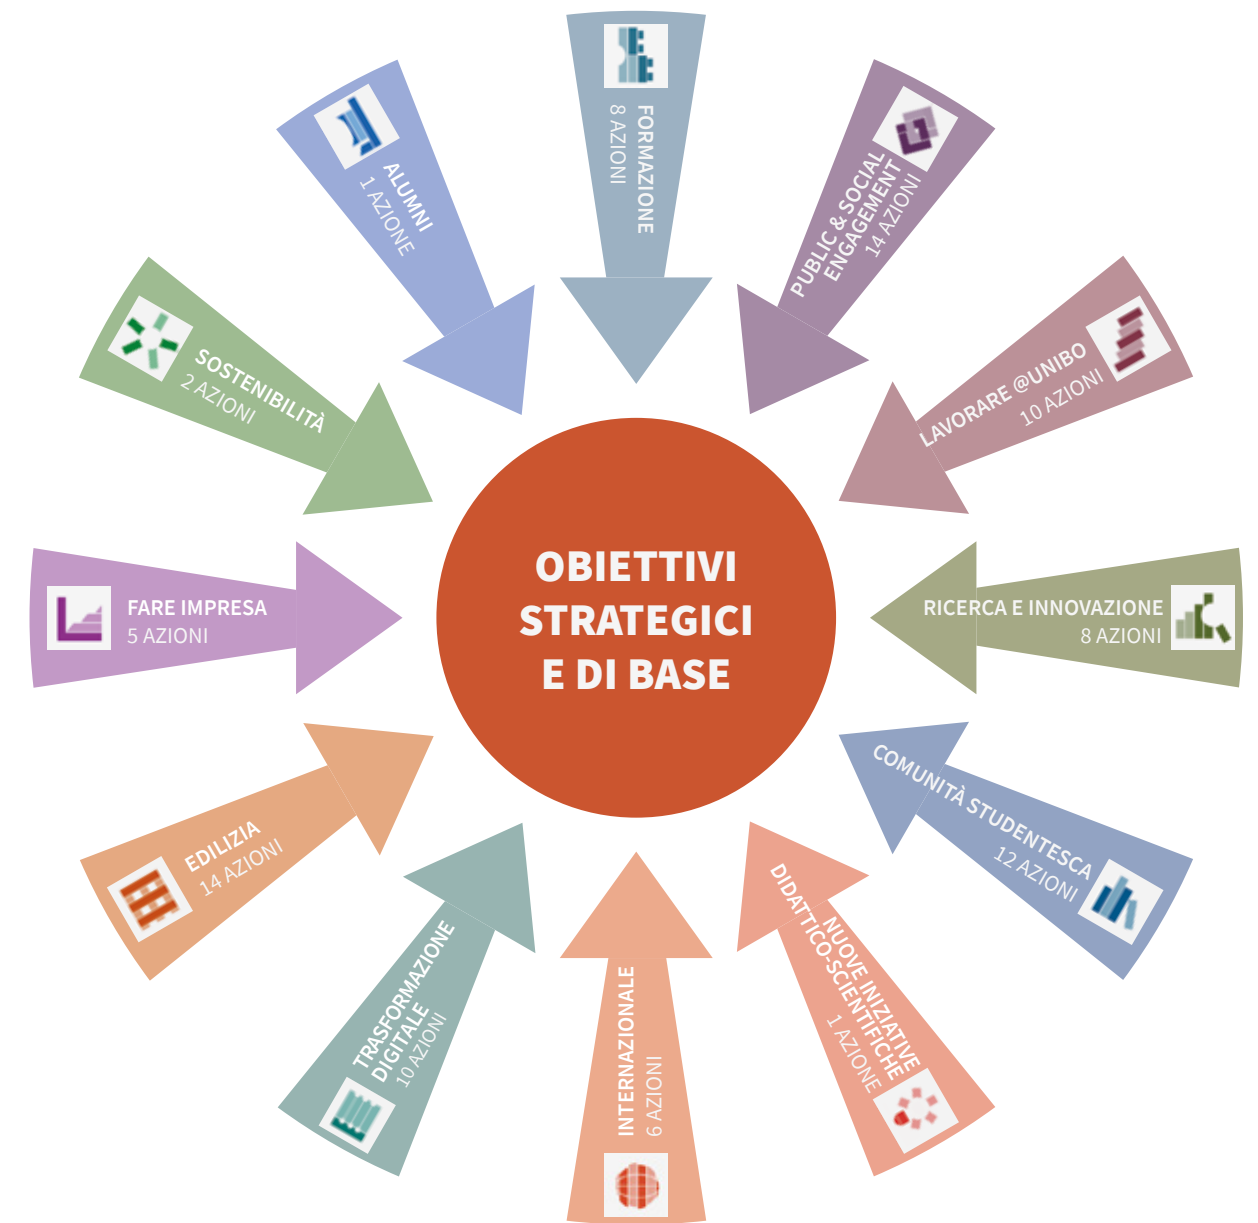 FORMAZIONE
8 AZIONI
PUBLIC & SOCIAL
ENGAGEMENT
14 AZIONI
LAVORARE @UNIBO
10 AZIONI
RICERCA E INNOVAZIONE
8 AZIONI
COMUNITÀ STUDENTESCA
12 AZIONI
NUOVE INIZIATIVE
DIDATTICO-SCIENTIFICHE
1 AZIONE
INTERNAZIONALE
6 AZIONI
TRASFORMAZIONE
DIGITALE
10 AZIONI
EDILIZIA
14 AZIONI
FARE IMPRESA
5 AZIONI
SOSTENIBILITÀ
2 AZIONI
ALUMNI
1 AZIONE
OBIETTIVI
STRATEGICI
E DI BASE